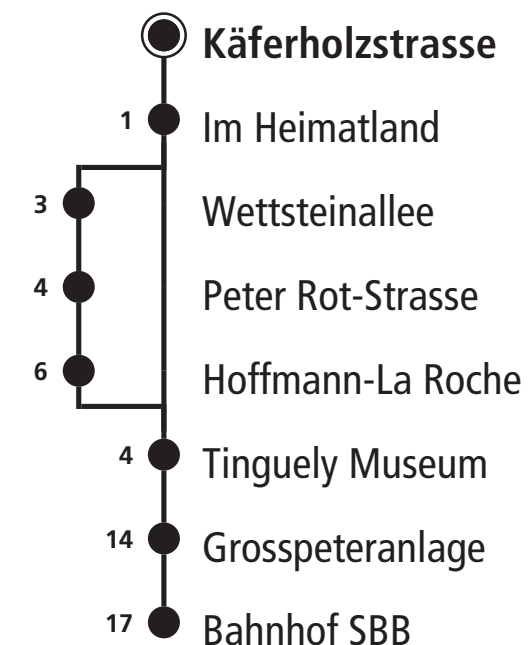 Käferholzstrasse
1 Im Heimatland
3 Wettsteinallee
4 Peter Rot-Strasse
6 Hoffmann-La Roche
4 Tinguely Museum
14 Grosspeteranlage
17 Bahnhof SBB